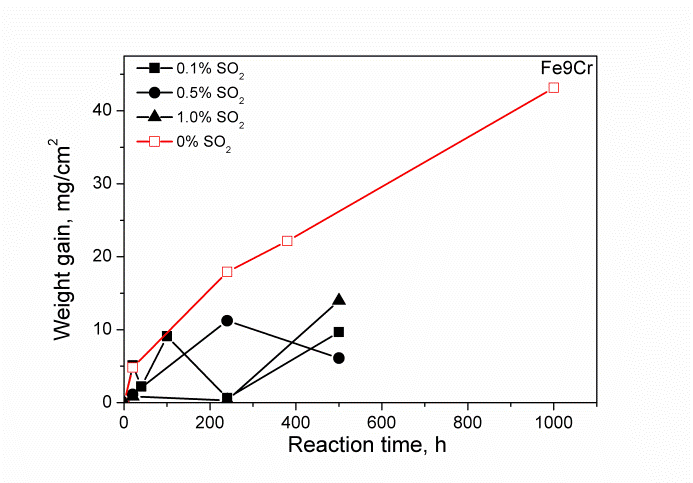 Fe9Cr
0.1% SO2
0.5% SO2
1.0% SO2
0% SO2
40
30
20
10
0
Weight gain, mg/cm2
0 200 400 600 800 1000
Reaction time, h